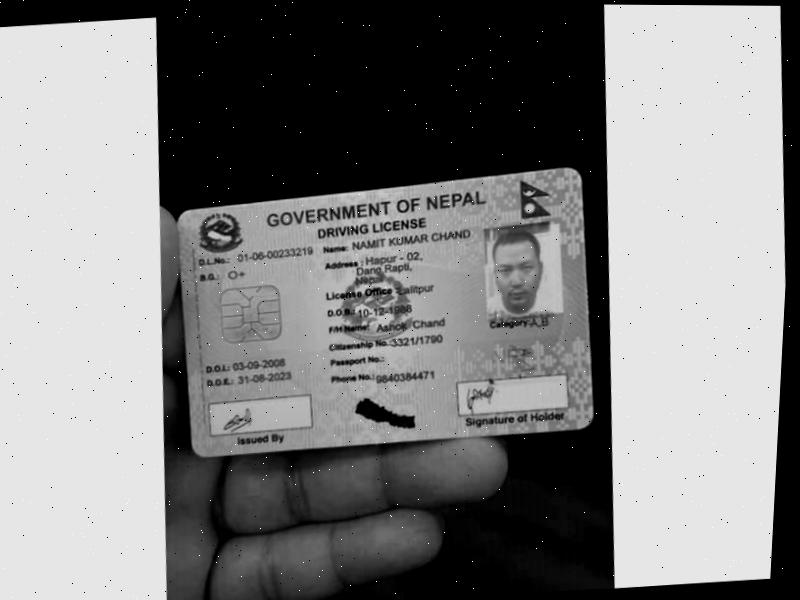 GOVERNMENT OF NEPAL
DRIVING LICENSE
D.L.No.: 01-06-00233219
B.G.: O+
Name: NAMIT KUMAR CHAND
Address: Hapur - 02,
Dang Rapti,
Nepal
License Office: Lalitpur
D.O.B.: 10-12-1988
F/H Name: Ashok Chand
Citizenship No.:3321/1790
Passport No.:
Phone No.:9840384471
D.O.I.: 03-09-2008
D.O.E.: 31-08-2023
Category: A, B
Issued By
Signature of Holder